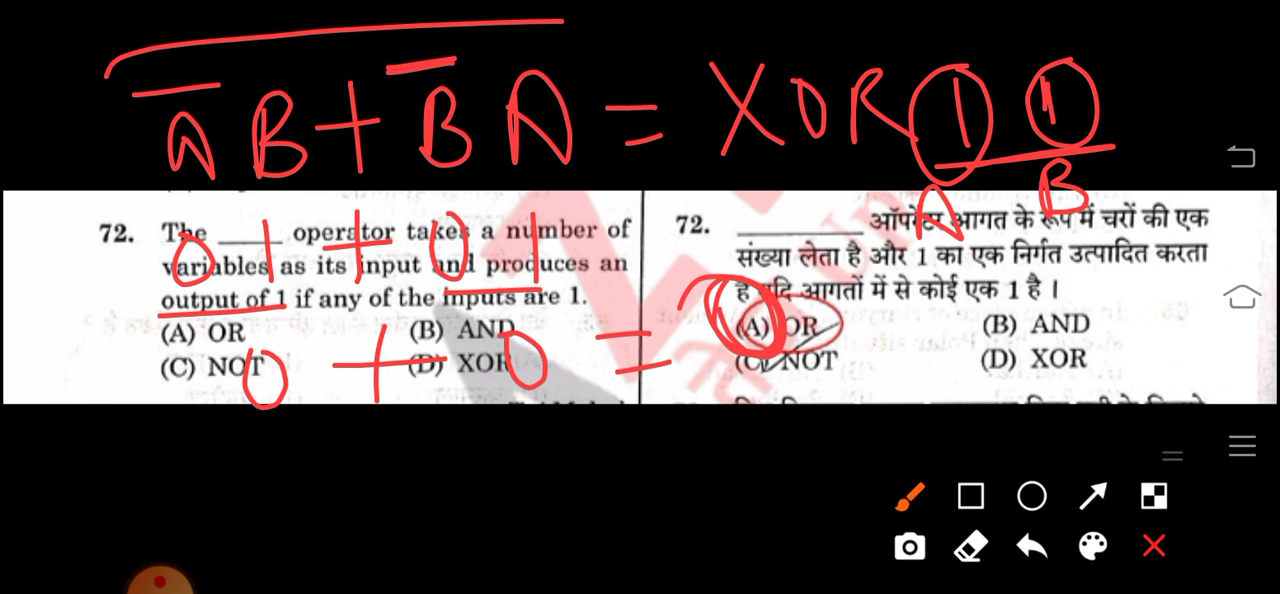 āB + B̄A = XOR 1 1
A B
72. The ____ operator takes a number of
variables as its input and produces an
output of 1 if any of the inputs are 1.
(A) OR (B) AND
(C) NOT (D) XOR
0 1 + 0 1
0 + 0 = 0
72. ________ ऑपरेटर आगत के रूप में चरों की एक
संख्या लेता है और 1 का एक निर्गत उत्पादित करता
है यदि आगतों में से कोई एक 1 है ।
(A) OR (B) AND
(C) NOT (D) XOR